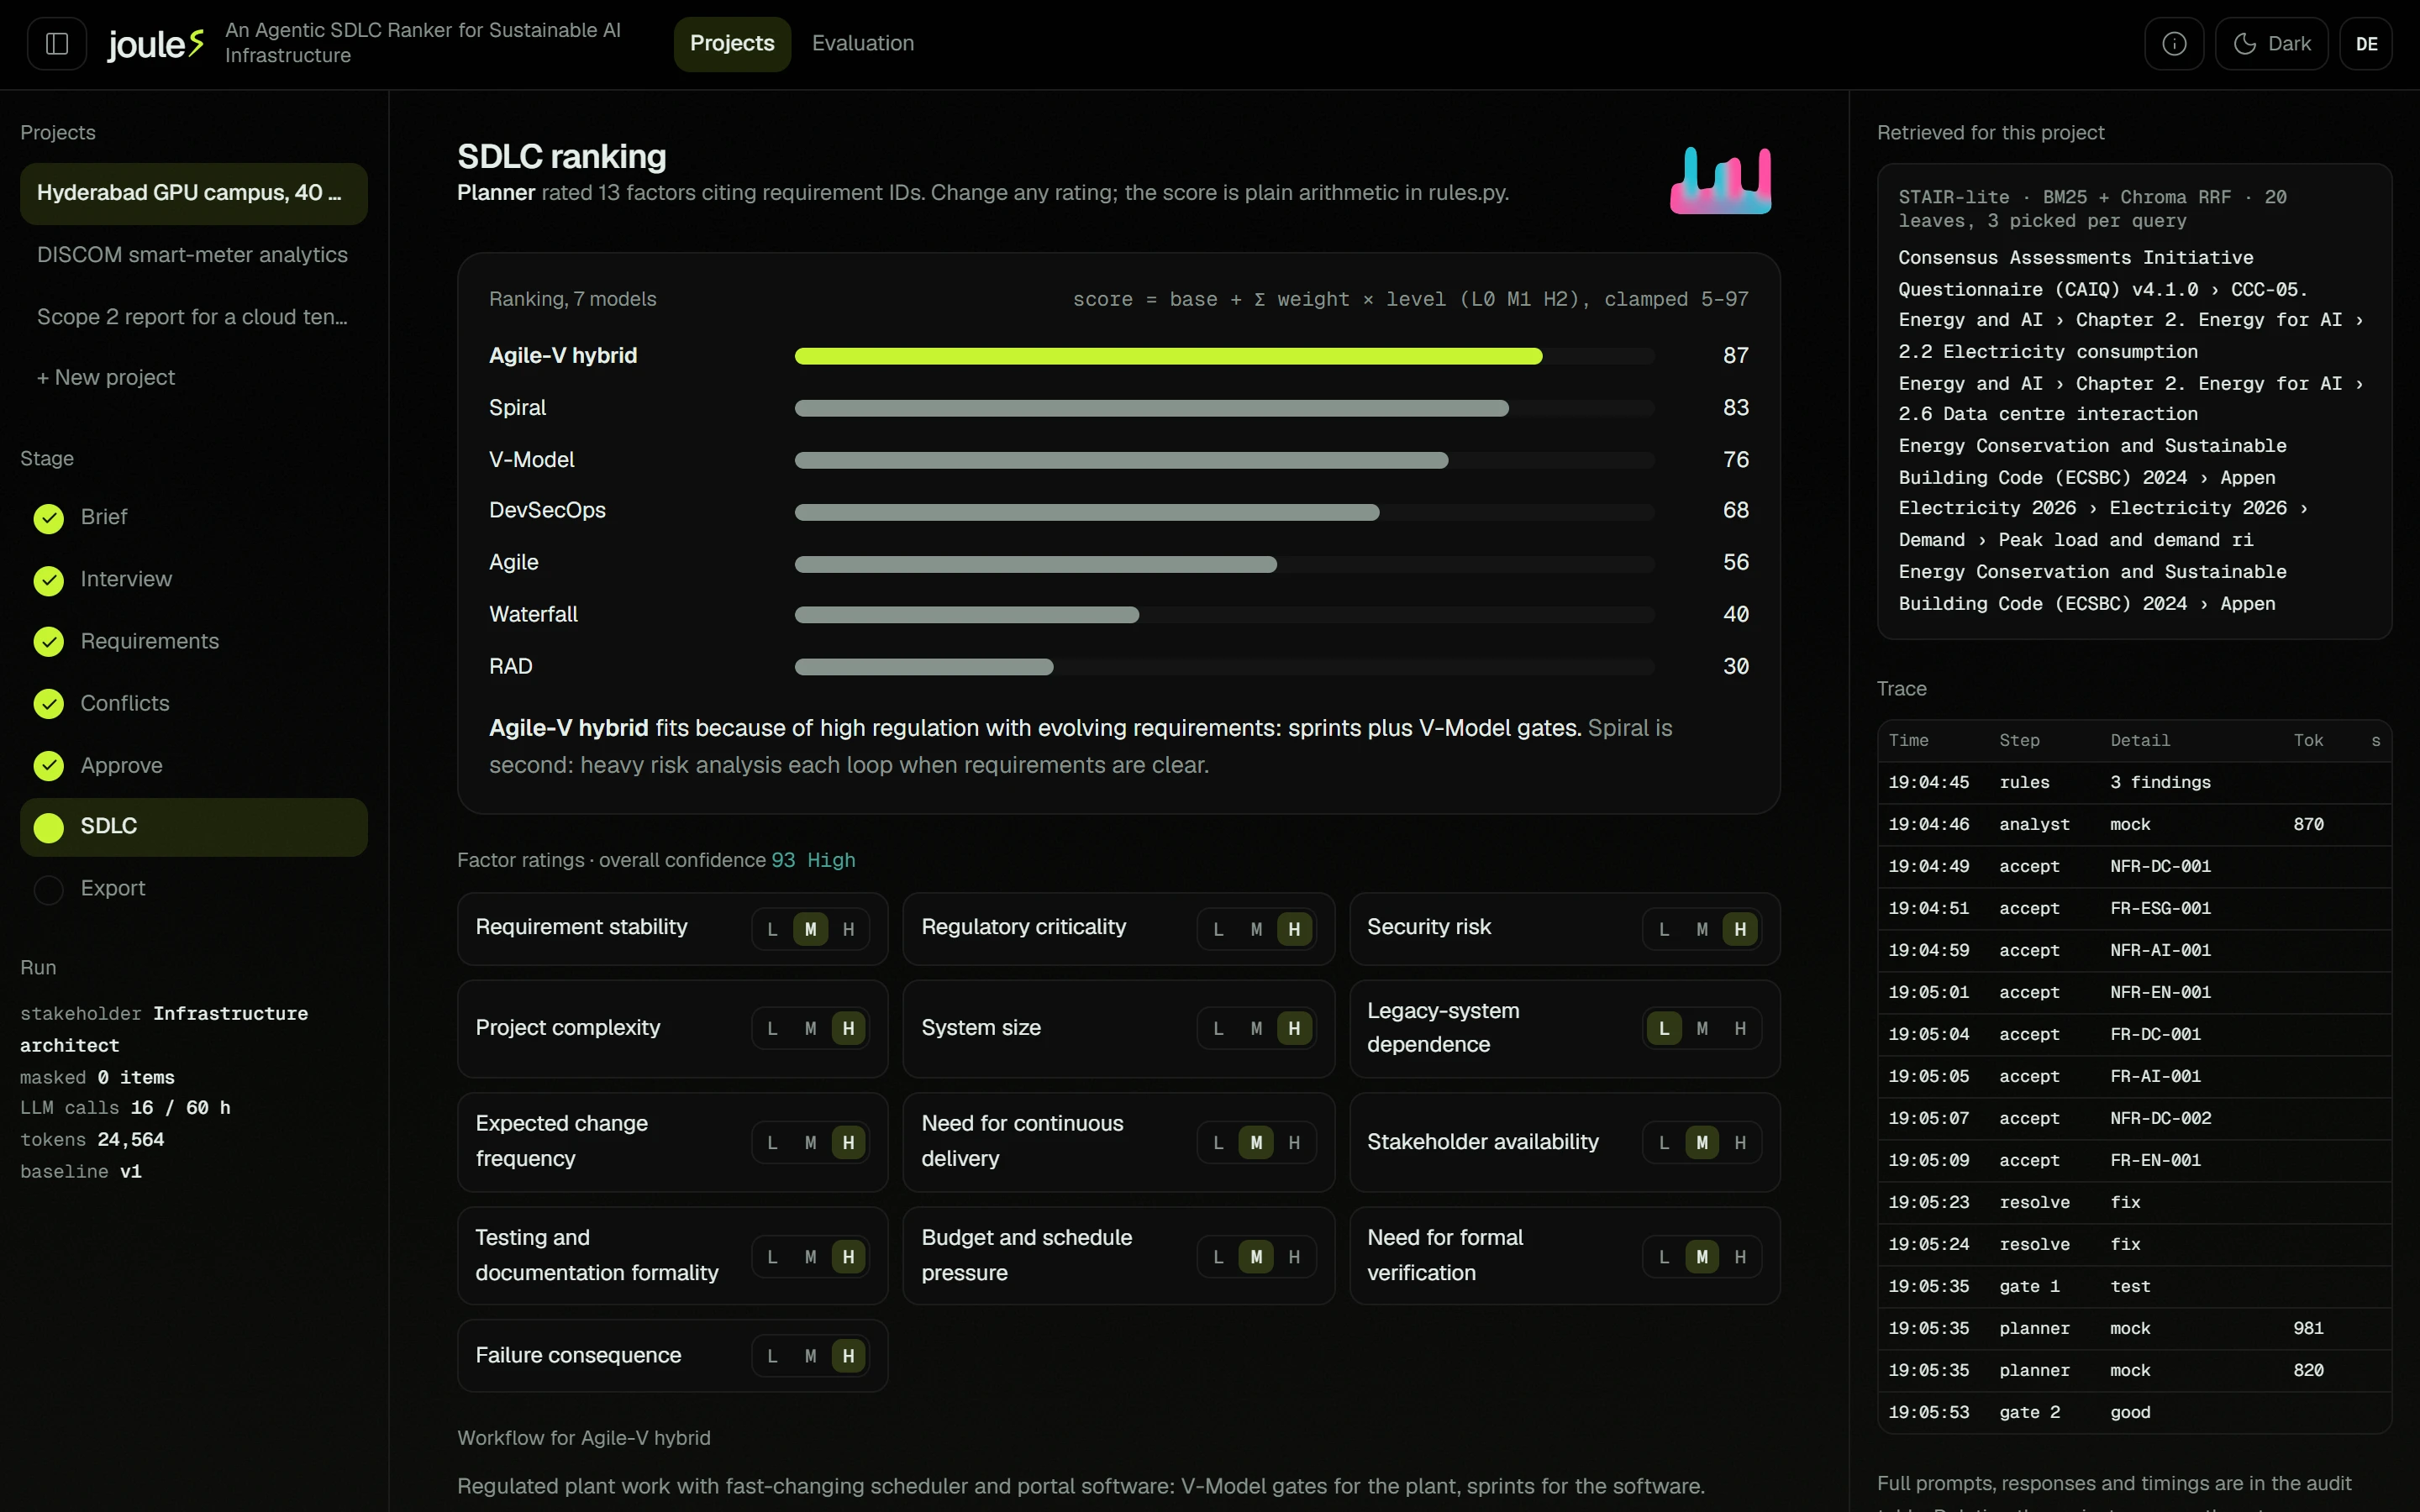 jouleS
An Agentic SDLC Ranker for Sustainable AI
Infrastructure
Projects
Evaluation
Dark
DE
Projects
Hyderabad GPU campus, 40 ...
DISCOM smart-meter analytics
Scope 2 report for a cloud ten...
+ New project
Stage
Brief
Interview
Requirements
Conflicts
Approve
SDLC
Export
Run
stakeholder Infrastructure
architect
masked 0 items
LLM calls 16 / 60 h
tokens 24,564
baseline v1
SDLC ranking
Planner rated 13 factors citing requirement IDs. Change any rating; the score is plain arithmetic in rules.py.
Ranking, 7 models
score = base + Σ weight × level (L0 M1 H2), clamped 5–97
Agile-V hybrid 87
Spiral 83
V-Model 76
DevSecOps 68
Agile 56
Waterfall 40
RAD 30
Agile-V hybrid fits because of high regulation with evolving requirements: sprints plus V-Model gates. Spiral is
second: heavy risk analysis each loop when requirements are clear.
Factor ratings · overall confidence 93 High
Requirement stability L M H
Regulatory criticality L M H
Security risk L M H
Project complexity L M H
System size L M H
Legacy-system
dependence L M H
Expected change
frequency L M H
Need for continuous
delivery L M H
Stakeholder availability L M H
Testing and
documentation formality L M H
Budget and schedule
pressure L M H
Need for formal
verification L M H
Failure consequence L M H
Workflow for Agile-V hybrid
Regulated plant work with fast-changing scheduler and portal software: V-Model gates for the plant, sprints for the software.
Retrieved for this project
STAIR-lite · BM25 + Chroma RRF · 20
leaves, 3 picked per query
Consensus Assessments Initiative
Questionnaire (CAIQ) v4.1.0 › CCC-05.
Energy and AI › Chapter 2. Energy for AI ›
2.2 Electricity consumption
Energy and AI › Chapter 2. Energy for AI ›
2.6 Data centre interaction
Energy Conservation and Sustainable
Building Code (ECSBC) 2024 › Appen
Electricity 2026 › Electricity 2026 ›
Demand › Peak load and demand ri
Energy Conservation and Sustainable
Building Code (ECSBC) 2024 › Appen
Trace
Time Step Detail Tok s
19:04:45 rules 3 findings
19:04:46 analyst mock 870
19:04:49 accept NFR-DC-001
19:04:51 accept FR-ESG-001
19:04:59 accept NFR-AI-001
19:05:01 accept NFR-EN-001
19:05:04 accept FR-DC-001
19:05:05 accept FR-AI-001
19:05:07 accept NFR-DC-002
19:05:09 accept FR-EN-001
19:05:23 resolve fix
19:05:24 resolve fix
19:05:35 gate 1 test
19:05:35 planner mock 981
19:05:35 planner mock 820
19:05:53 gate 2 good
Full prompts, responses and timings are in the audit